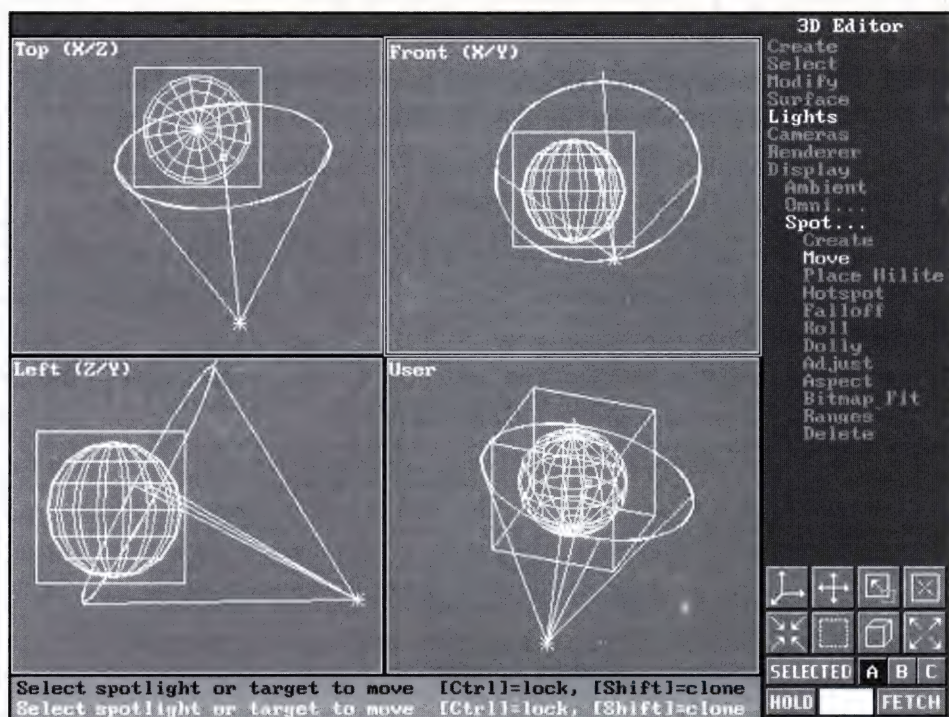 3D Editor
Top (X/Z)
Front (X/Y)
Left (Z/Y)
User
Create
Select
Modify
Surface
Lights
Cameras
Renderer
Display
Ambient
Omni...
Spot...
Create
Move
Place Hilite
Hotspot
Falloff
Roll
Dolly
Adjust
Aspect
Bitmap Fit
Ranges
Delete
SELECTED A B C
HOLD FETCH
Select spotlight or target to move [Ctrl]=lock, [Shift]=clone
Select spotlight or target to move [Ctrl]=lock, [Shift]=clone